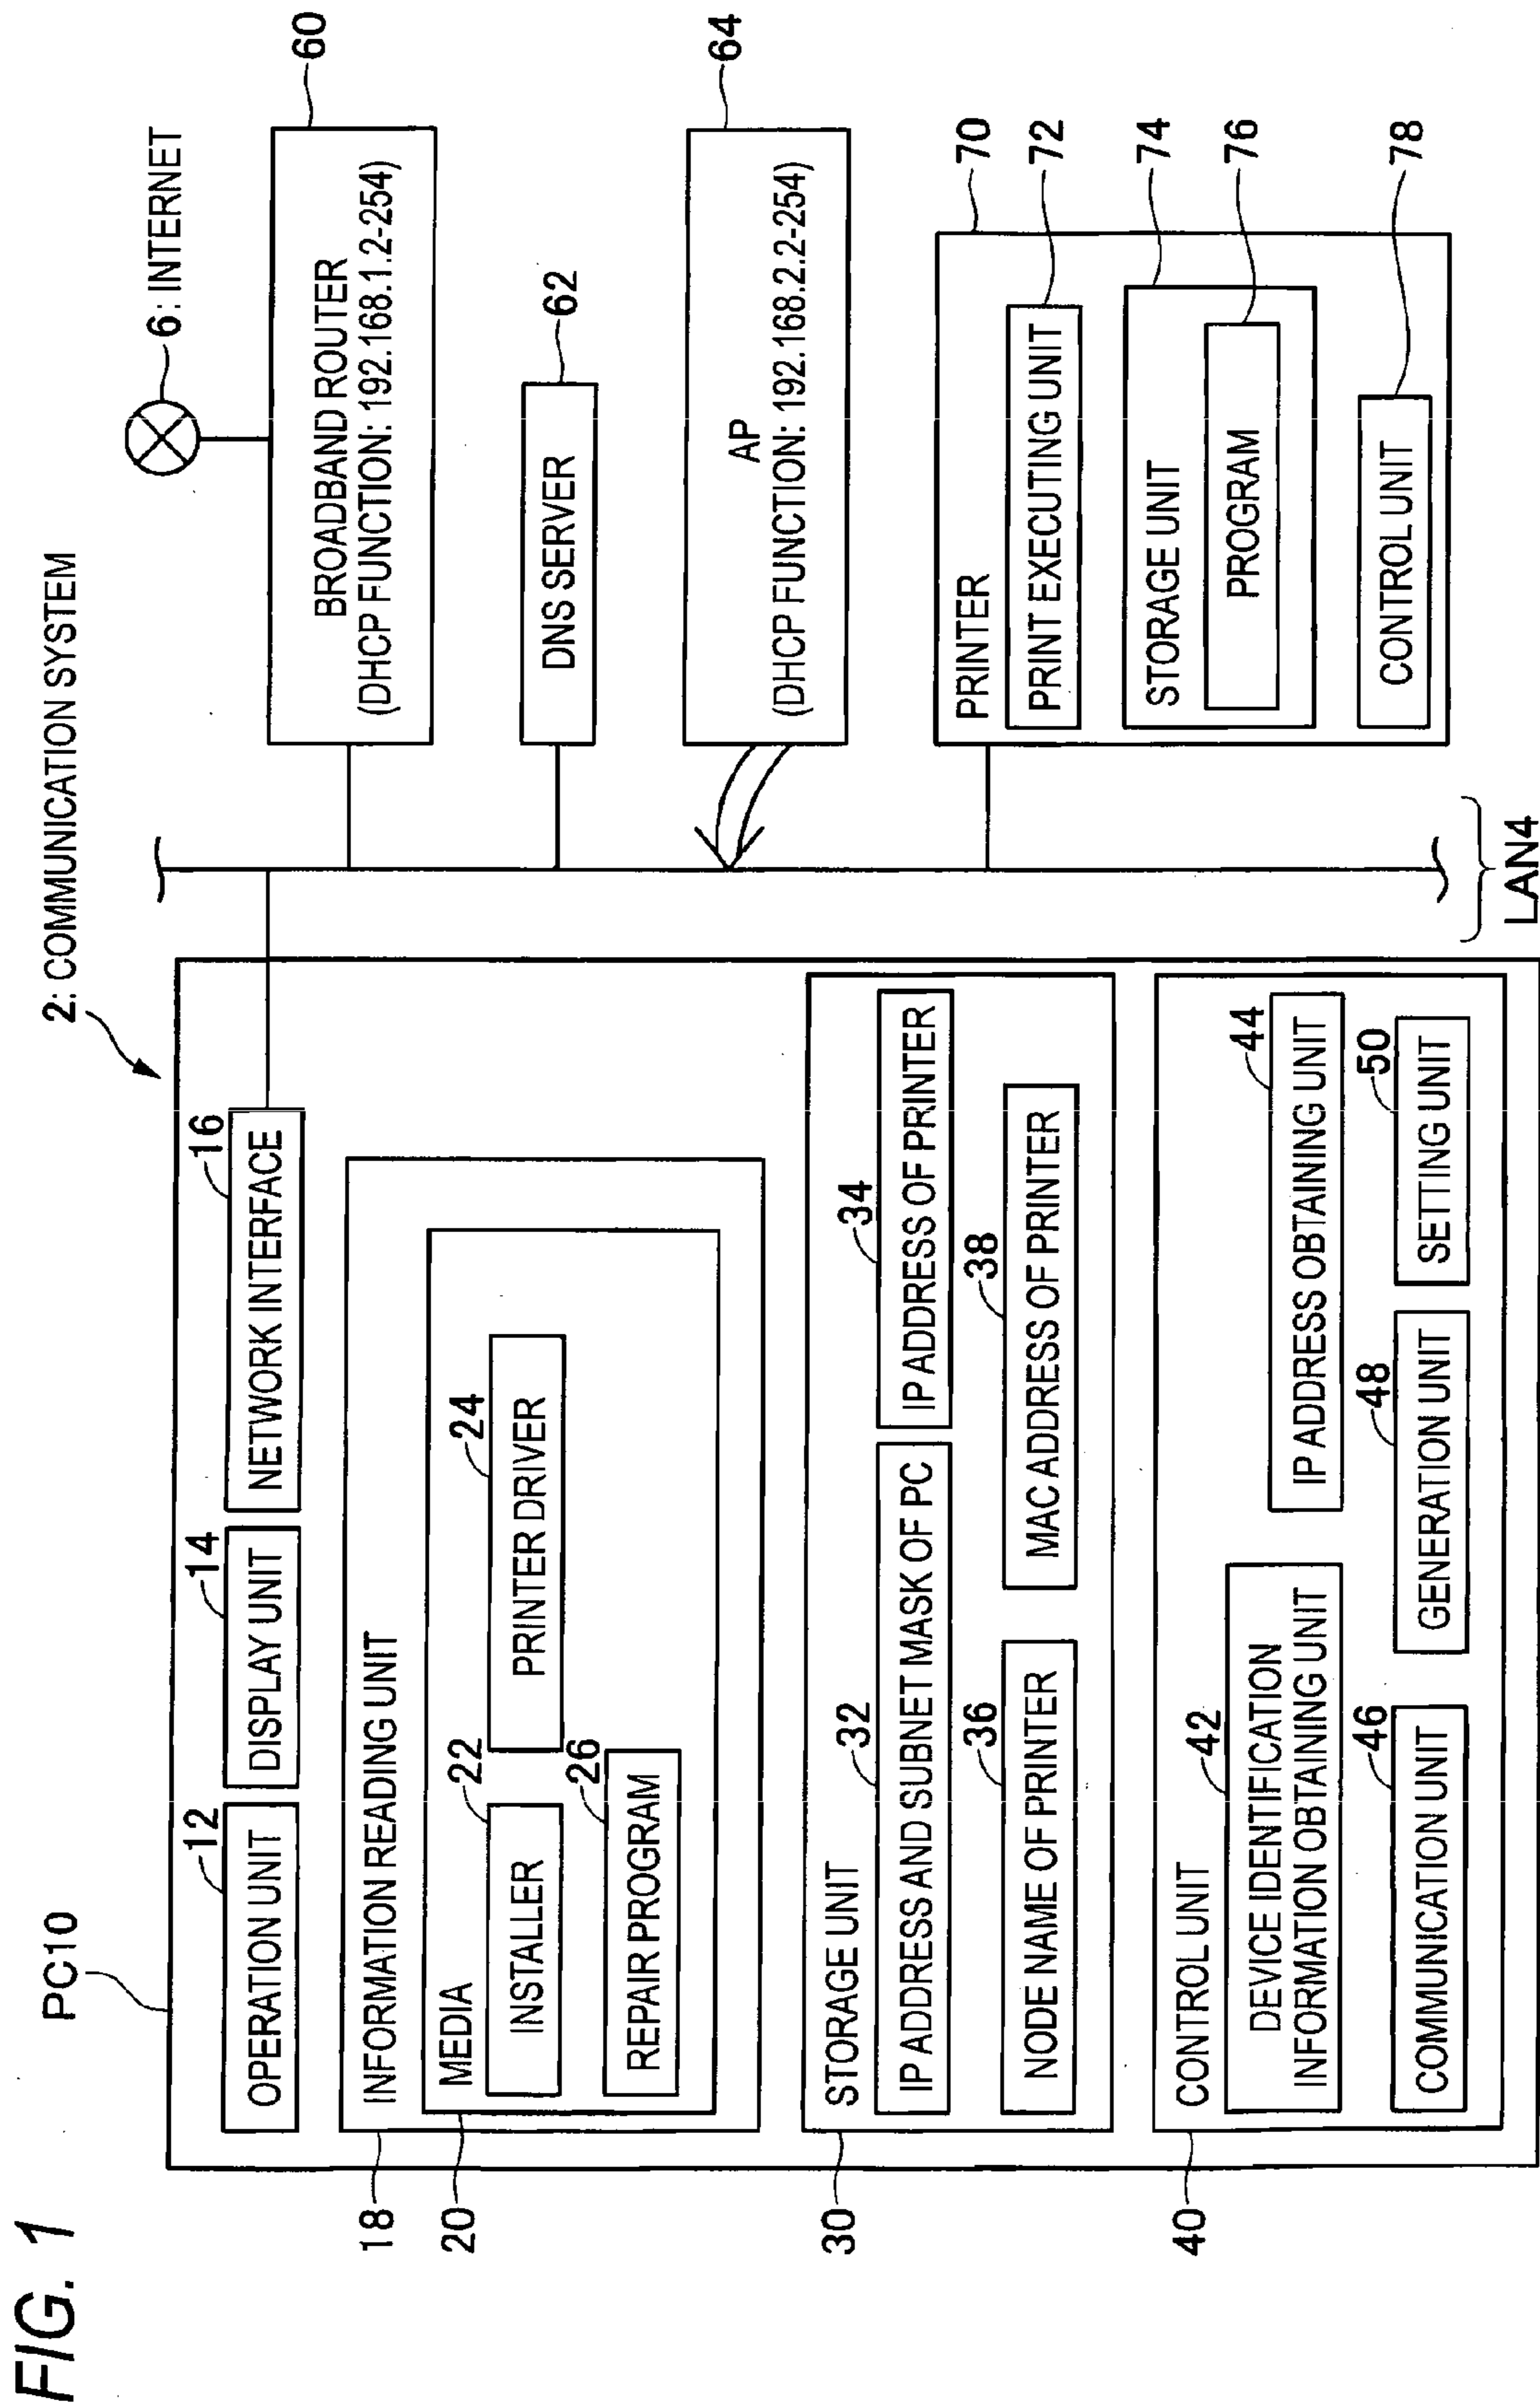 FIG. 1
2: COMMUNICATION SYSTEM
PC10
12
OPERATION UNIT
14
DISPLAY UNIT
16
NETWORK INTERFACE
18
INFORMATION READING UNIT
20
MEDIA
22
INSTALLER
24
PRINTER DRIVER
26
REPAIR PROGRAM
30
STORAGE UNIT
32
IP ADDRESS AND SUBNET MASK OF PC
34
IP ADDRESS OF PRINTER
36
NODE NAME OF PRINTER
38
MAC ADDRESS OF PRINTER
40
CONTROL UNIT
42
DEVICE IDENTIFICATION
INFORMATION OBTAINING UNIT
44
IP ADDRESS OBTAINING UNIT
46
COMMUNICATION UNIT
48
GENERATION UNIT
50
SETTING UNIT
LAN4
6: INTERNET
60
BROADBAND ROUTER
(DHCP FUNCTION: 192.168.1.2-254)
62
DNS SERVER
64
AP
(DHCP FUNCTION: 192.168.2.2-254)
70
PRINTER
72
PRINT EXECUTING UNIT
74
STORAGE UNIT
76
PROGRAM
78
CONTROL UNIT